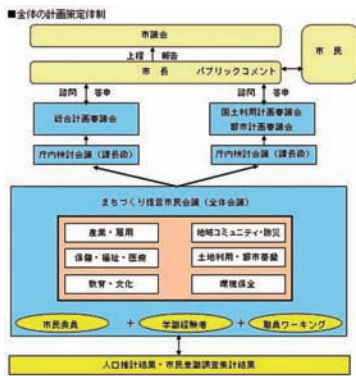 ■全体の計画策定体制
市議会
上程 報告
市長 パブリックコメント
市民
諮問 答申
諮問 答申
総合計画審議会
国土利用計画審議会
都市計画審議会
庁内検討会議（課長級）
庁内検討会議（課長級）
まちづくり提言市民会議（全体会議）
産業・雇用
地域コミュニティ・防災
保健・福祉・医療
土地利用・都市基盤
教育・文化
環境保全
市民委員 + 学識経験者 + 職員ワーキング
人口推計結果・市民意識調査集計結果